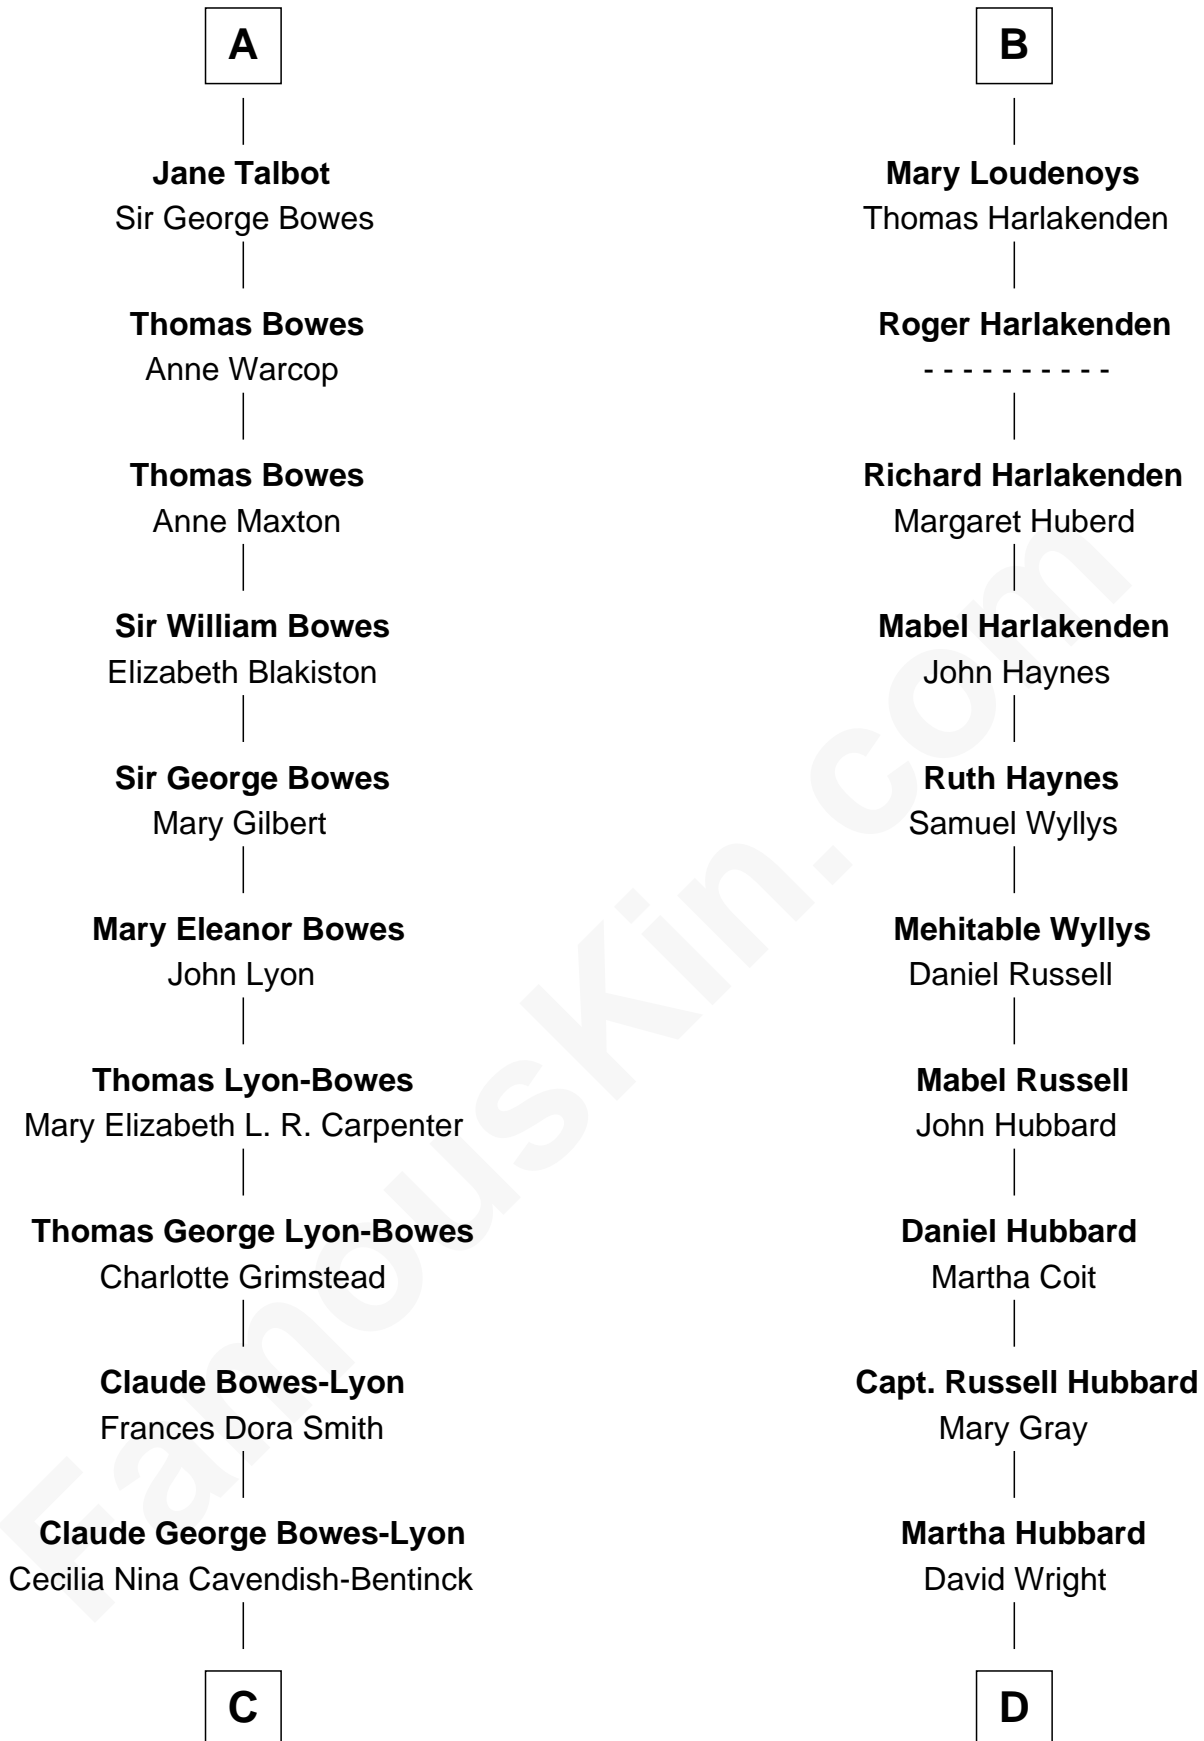 A
Jane Talbot
Sir George Bowes
Thomas Bowes
Anne Warcop
Thomas Bowes
Anne Maxton
Sir William Bowes
Elizabeth Blakiston
Sir George Bowes
Mary Gilbert
Mary Eleanor Bowes
John Lyon
Thomas Lyon-Bowes
Mary Elizabeth L. R. Carpenter
Thomas George Lyon-Bowes
Charlotte Grimstead
Claude Bowes-Lyon
Frances Dora Smith
Claude George Bowes-Lyon
Cecilia Nina Cavendish-Bentinck
C
B
Mary Loudenoys
Thomas Harlakenden
Roger Harlakenden
- - - - - - - - - -
Richard Harlakenden
Margaret Huberd
Mabel Harlakenden
John Haynes
Ruth Haynes
Samuel Wyllys
Mehitable Wyllys
Daniel Russell
Mabel Russell
John Hubbard
Daniel Hubbard
Martha Coit
Capt. Russell Hubbard
Mary Gray
Martha Hubbard
David Wright
D
FamousKin.com